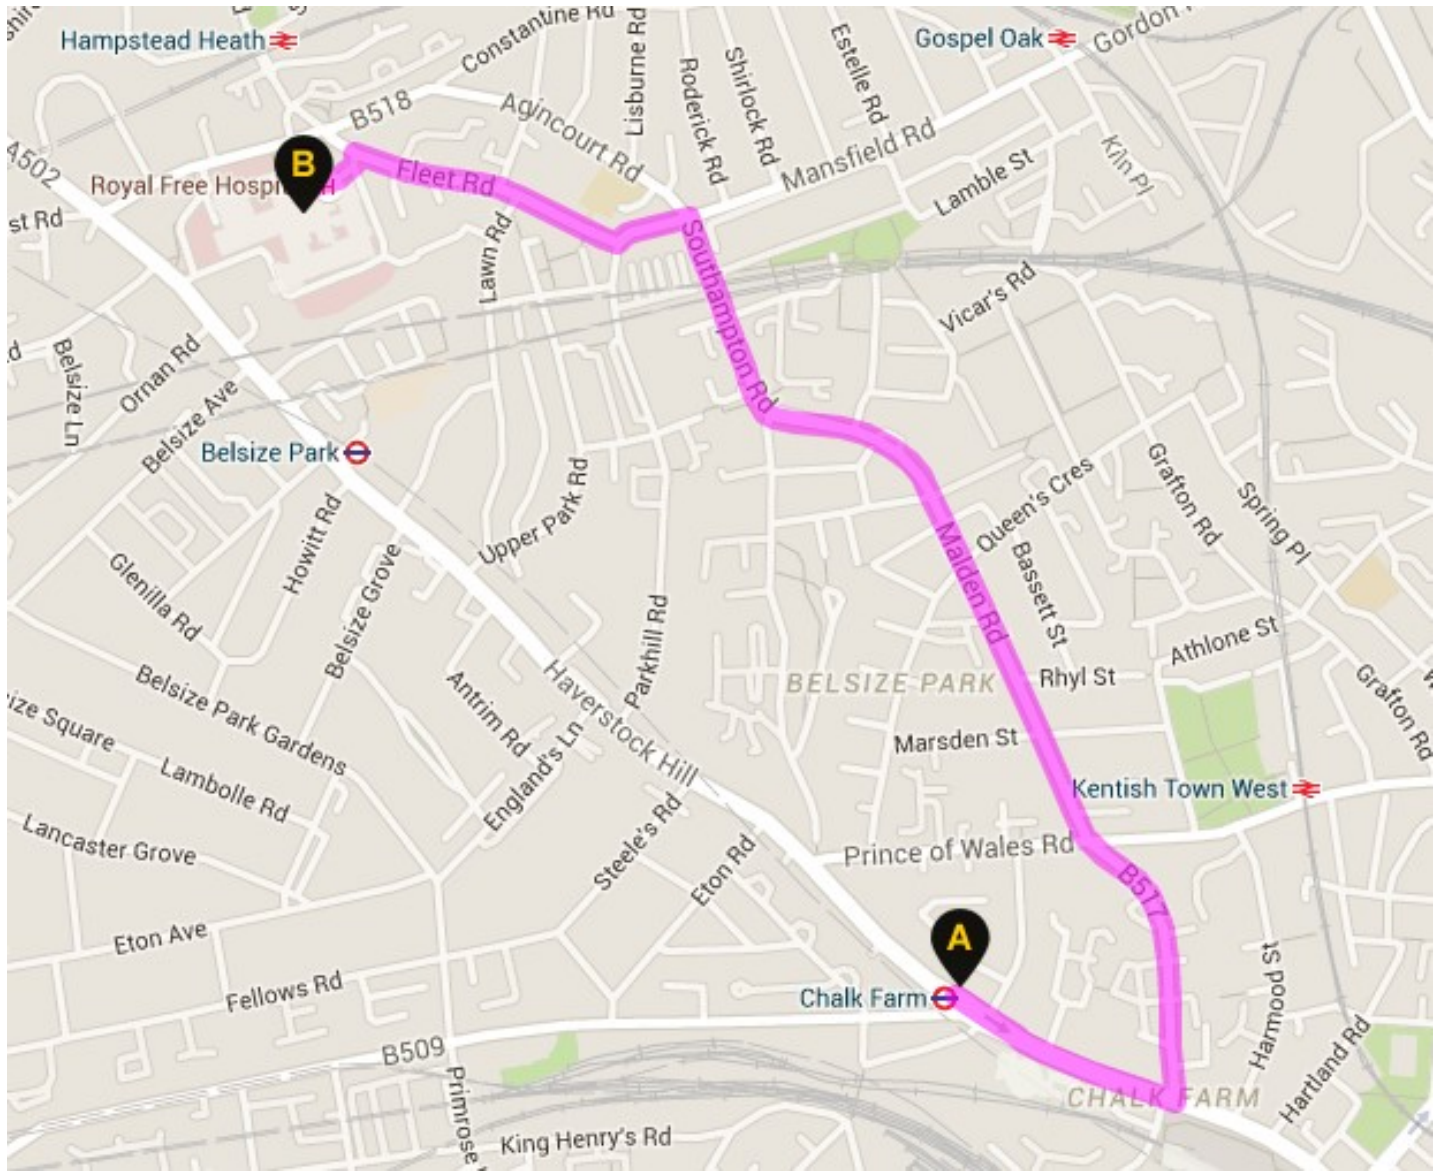 Hampstead Heath
Constantine Rd
Lisburne Rd
Estelle Rd
Gospel Oak
Gordon
B518
Agincourt Rd
Roderick Rd
Shirlock Rd
Mansfield Rd
Kiln Pl
A502
B
Royal Free Hospi
Fleet Rd
Lamble St
st Rd
Lawn Rd
Southampton Rd
Vicar's Rd
Belsize Ln
Ornan Rd
Belsize Ave
Belsize Park
Howitt Rd
Upper Park Rd
Queen's Cres
Grafton Rd
Spring Pl
Glenilla Rd
Belsize Grove
Malden Rd
Bassett St
Athlone St
Parkhill Rd
BELSIZE PARK
Rhyl St
Grafton Rd
Belsize Park Gardens
Antrim Rd
Haverstock Hill
ize Square
Marsden St
Lambolle Rd
England's Ln
Kentish Town West
Lancaster Grove
Steele's Rd
Eton Rd
Prince of Wales Rd
B517
Eton Ave
A
Fellows Rd
Chalk Farm
Harmood St
Hartland Rd
B509
Primrose
CHALK FARM
King Henry's Rd